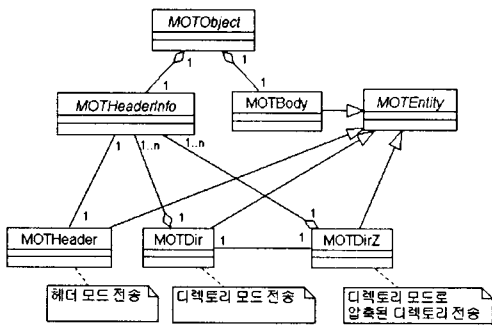 MOTObject
1 1
1 1
MOTHeaderInfo
MOTBody
MOTEntity
1 1..n 1..n
1 1 1
MOTHeader
MOTDir
1 1
MOTDirZ
헤더 모드 전송
디렉토리 모드 전송
디렉토리 모드로
압축된 디렉토리 전송